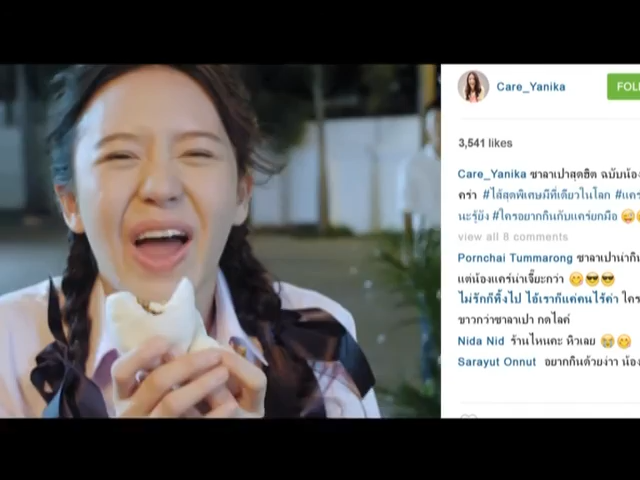 Care_Yanika
FOL
3,541 likes
Care_Yanika ซาลาเปาสุดฮิต ฉบับน้อง
คร่า #ไส้สุดพิเศษมีที่เดียวในโลก #แคร
นะรู้ยัง #ใครอยากกินกับแคร่ยกมือ
view all 8 comments
Pornchai Tummarong ซาลาเปาน่ากิน
แต่น้องแคร์น่าเจี๊ยะกว่า
ไม่รักก็ทิ้งไป ไอ้เราก็แค่คนไร้ค่า ใคร
ขาวกว่าซาลาเปา กดไลค์
Nida Nid ร้านไหนคะ หิวเลย
Sarayut Onnut อยากกินด้วยง่าา น้อง